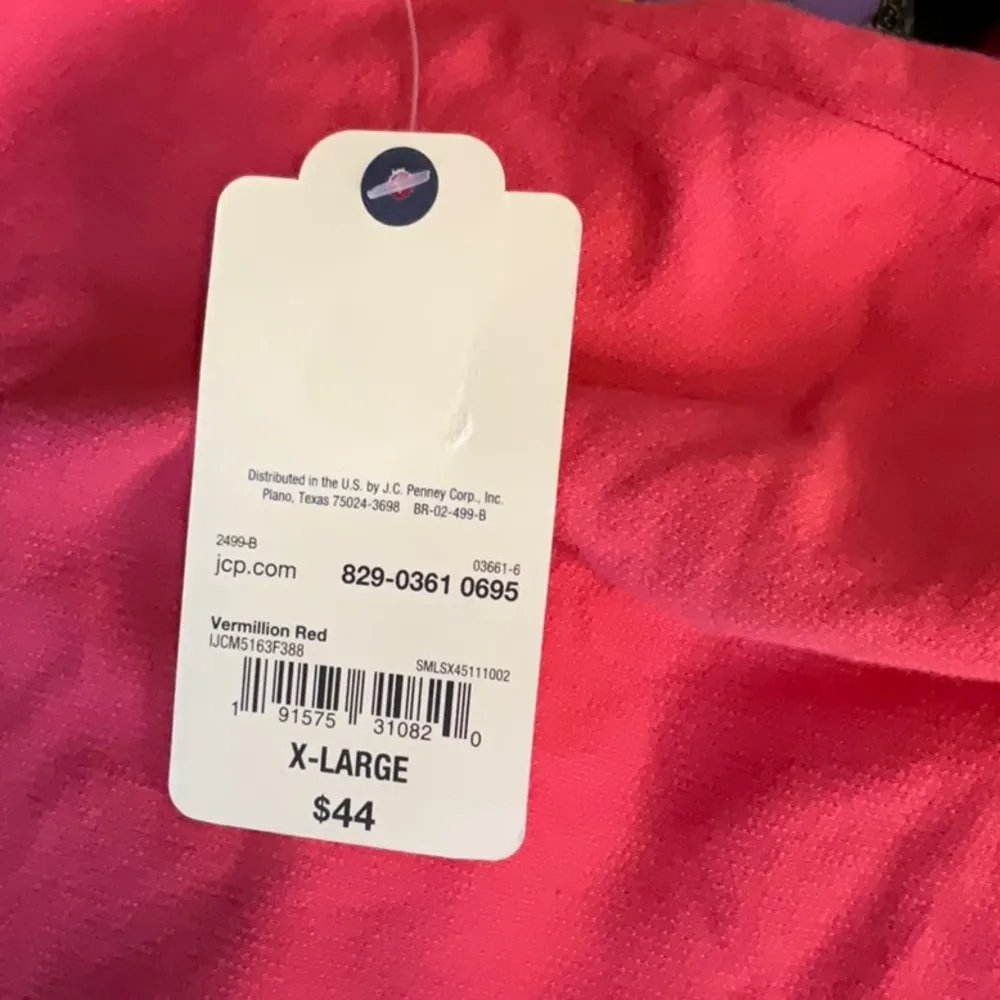 Distributed in the U.S. by J.C. Penney Corp., Inc.
Plano, Texas 75024-3698 BR-02-499-B
2499-B
03661-6
jcp.com 829-0361 0695
Vermillion Red
IJCM5163F388
SMLSX45111002
1 91575 31082 0
X-LARGE
$44